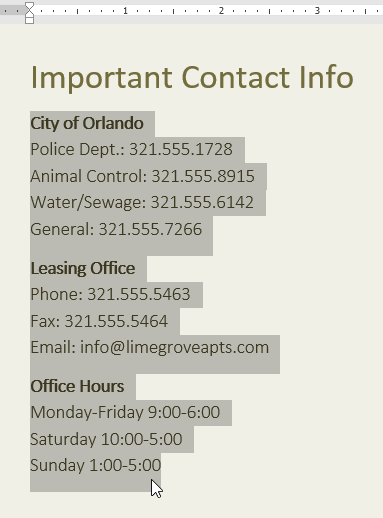 1 2 3
Important Contact Info
City of Orlando
Police Dept.: 321.555.1728
Animal Control: 321.555.8915
Water/Sewage: 321.555.6142
General: 321.555.7266
Leasing Office
Phone: 321.555.5463
Fax: 321.555.5464
Email: info@limegroveapts.com
Office Hours
Monday-Friday 9:00-6:00
Saturday 10:00-5:00
Sunday 1:00-5:00